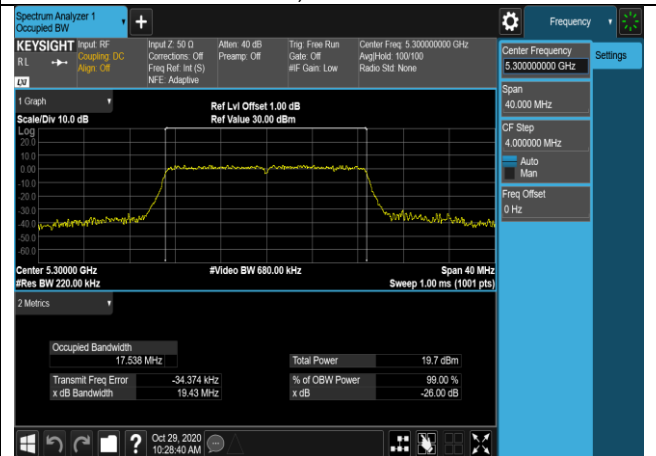 Spectrum Analyzer 1
Occupied BW
Frequency
KEYSIGHT
RL
LXI
Input: RF
Coupling: DC
Align: Off
Input Z: 50 Ω
Corrections: Off
Freq Ref: Int (S)
NFE: Adaptive
Atten: 40 dB
Preamp: Off
Trig: Free Run
Gate: Off
#IF Gain: Low
Center Freq: 5.300000000 GHz
Avg|Hold: 100/100
Radio Std: None
Center Frequency
5.300000000 GHz
Settings
Span
40.000 MHz
CF Step
4.000000 MHz
Auto
Man
Freq Offset
0 Hz
1 Graph
Scale/Div 10.0 dB
Ref Lvl Offset 1.00 dB
Ref Value 30.00 dBm
Log
20.0
10.0
0.00
-10.0
-20.0
-30.0
-40.0
-50.0
-60.0
Center 5.30000 GHz
#Res BW 220.00 kHz
#Video BW 680.00 kHz
Span 40 MHz
Sweep 1.00 ms (1001 pts)
2 Metrics
Occupied Bandwidth
17.538 MHz
Total Power 19.7 dBm
Transmit Freq Error -34.374 kHz
% of OBW Power 99.00 %
x dB Bandwidth 19.43 MHz
x dB -26.00 dB
?
Oct 29, 2020
10:28:40 AM